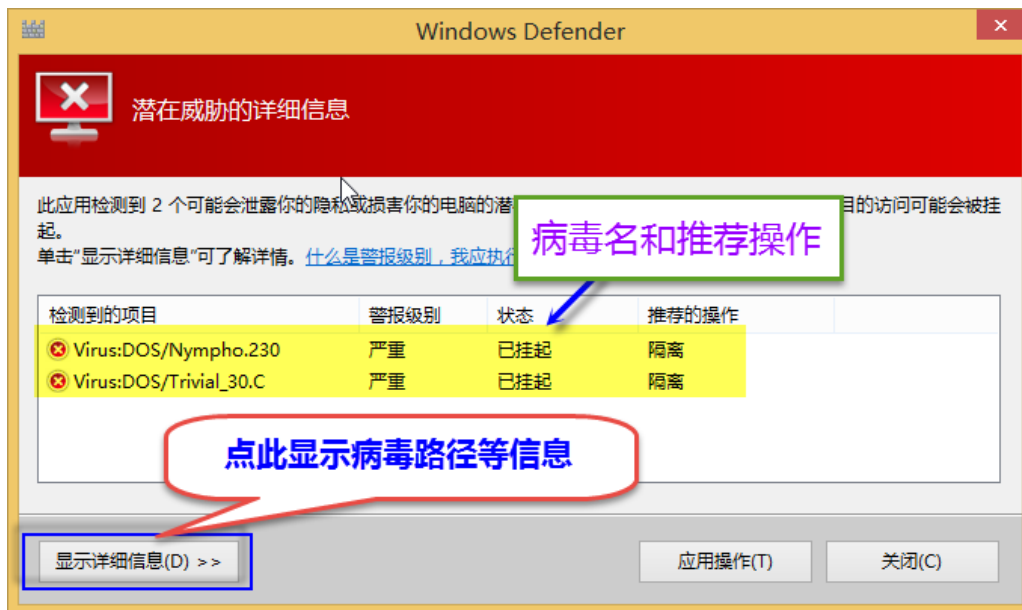 Windows Defender
潜在威胁的详细信息
此应用检测到 2 个可能会泄露你的隐私或损害你的电脑的潜
目的访问可能会被挂
起。
单击“显示详细信息”可了解详情。什么是警报级别，我应执行
病毒名和推荐操作
检测到的项目 警报级别 状态 推荐的操作
Virus:DOS/Nympho.230 严重 已挂起 隔离
Virus:DOS/Trivial_30.C 严重 已挂起 隔离
点此显示病毒路径等信息
显示详细信息(D) >> 应用操作(T) 关闭(C)